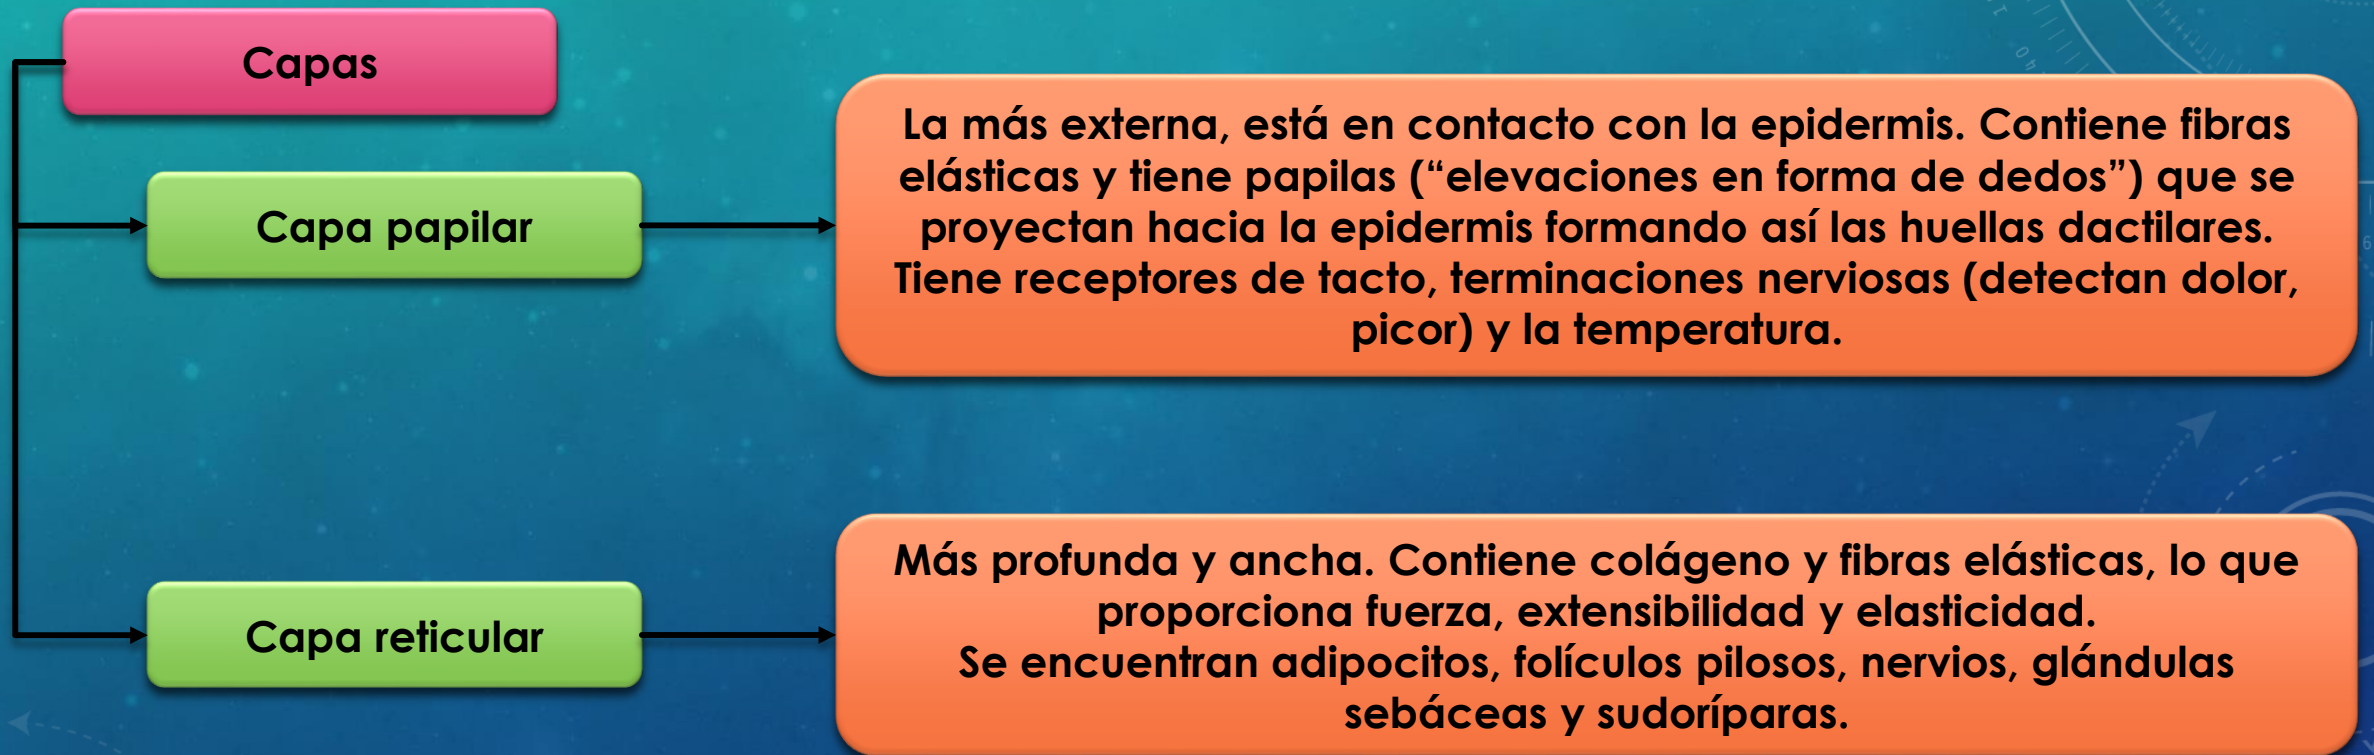 Capas
Capa papilar
La más externa, está en contacto con la epidermis. Contiene fibras
elásticas y tiene papilas (“elevaciones en forma de dedos”) que se
proyectan hacia la epidermis formando así las huellas dactilares.
Tiene receptores de tacto, terminaciones nerviosas (detectan dolor,
picor) y la temperatura.
Capa reticular
Más profunda y ancha. Contiene colágeno y fibras elásticas, lo que
proporciona fuerza, extensibilidad y elasticidad.
Se encuentran adipocitos, folículos pilosos, nervios, glándulas
sebáceas y sudoríparas.